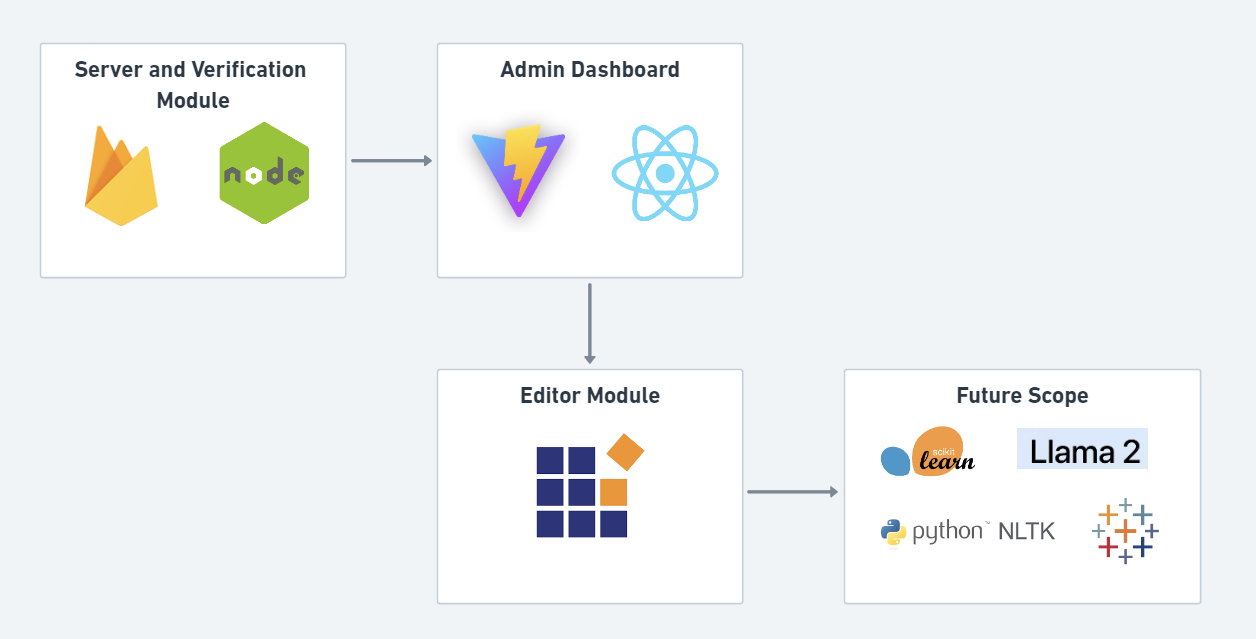 Server and Verification
Module
node
Admin Dashboard
Editor Module
Future Scope
scikit
learn
Llama 2
python™ NLTK